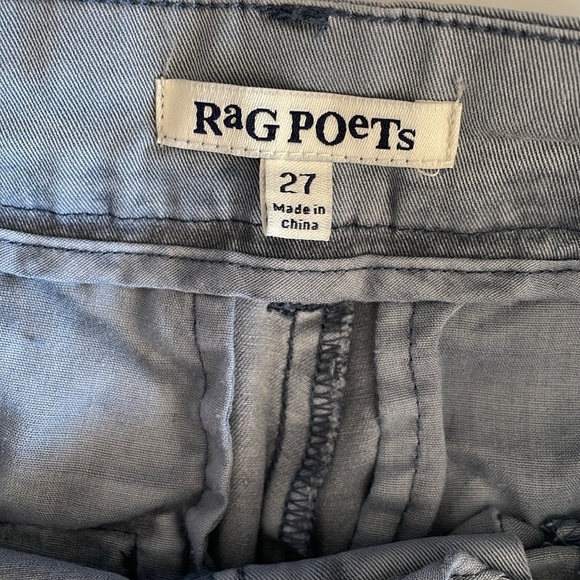 RaG POeTs
27
Made in
China